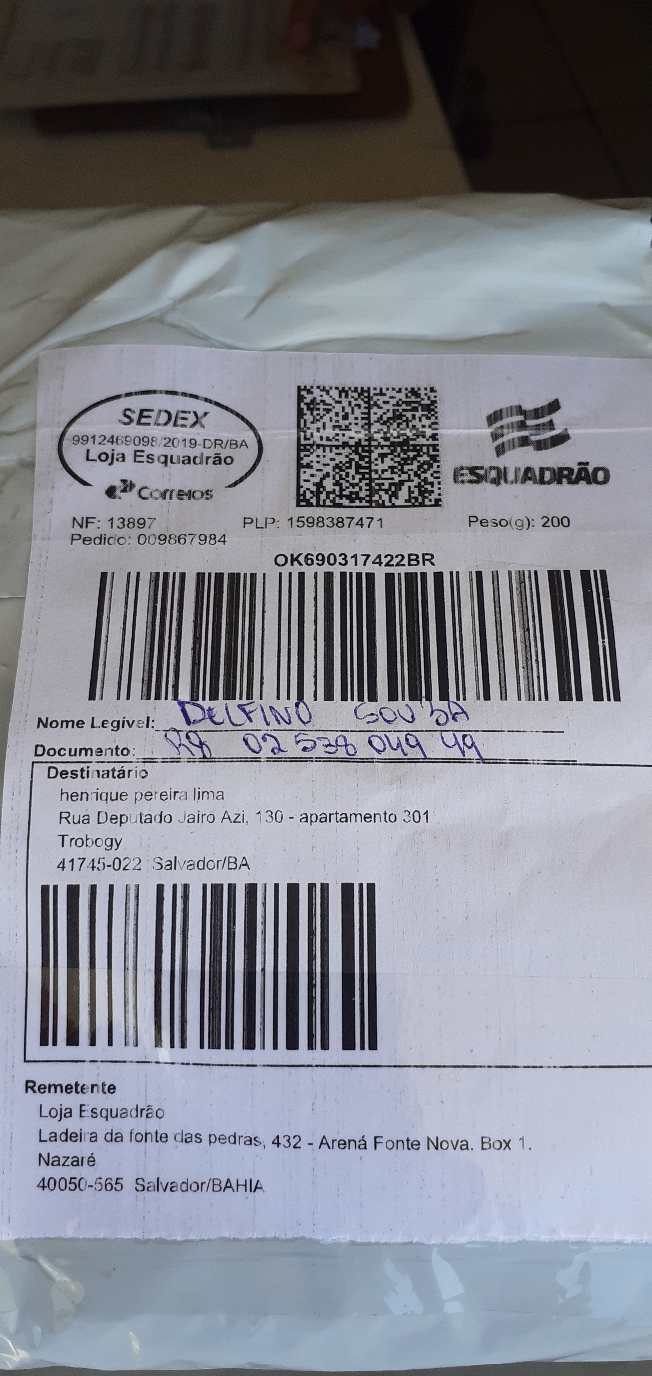 SEDEX
9912469098/2019-DR/BA
Loja Esquadrão
Correios
ESQUADRÃO
NF: 13897 PLP: 1598387471 Peso(g): 200
Pedido: 009867984
OK690317422BR
Nome Legível: DELFINO SOUZA
Documento: RG 02 538 049 49
Destinatário
henrique pereira lima
Rua Deputado Jairo Azi, 130 - apartamento 301
Trobogy
41745-022 Salvador/BA
Remetente
Loja Esquadrão
Ladeira da fonte das pedras, 432 - Arená Fonte Nova. Box 1.
Nazaré
40050-565 Salvador/BAHIA